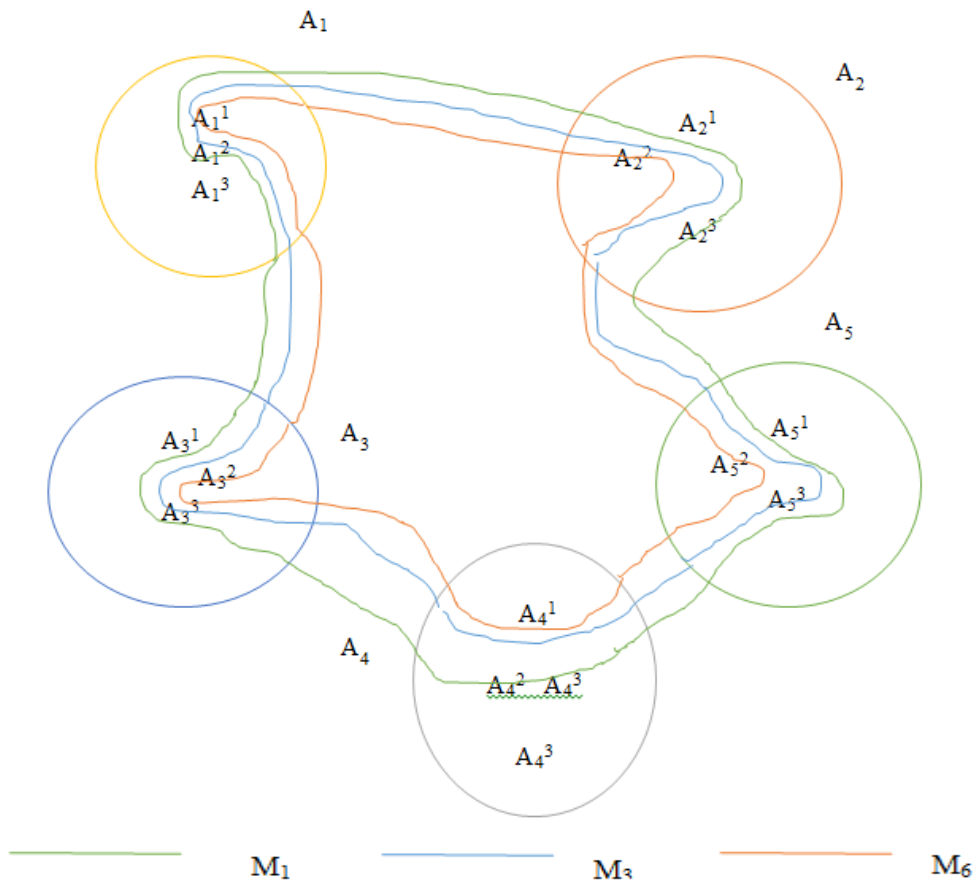 A₁
A₂
A₁¹
A₂¹
A₁²
A₂²
A₁³
A₂³
A₅
A₃¹
A₃
A₅¹
A₃²
A₅²
A₃³
A₅³
A₄¹
A₄
A₄² A₄³
A₄³
M₁ M₃ M₆